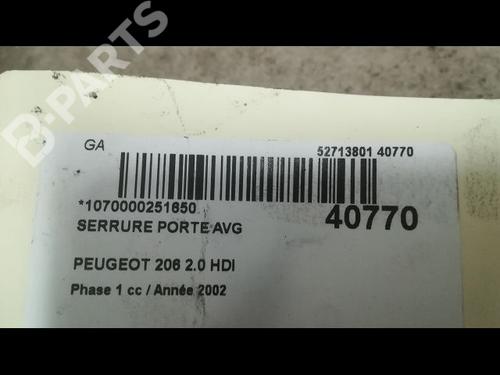 B-PARTS
GA
52713801 40770
*1070000251650
40770
SERRURE PORTE AVG
PEUGEOT 206 2.0 HDI
Phase 1 cc / Année 2002